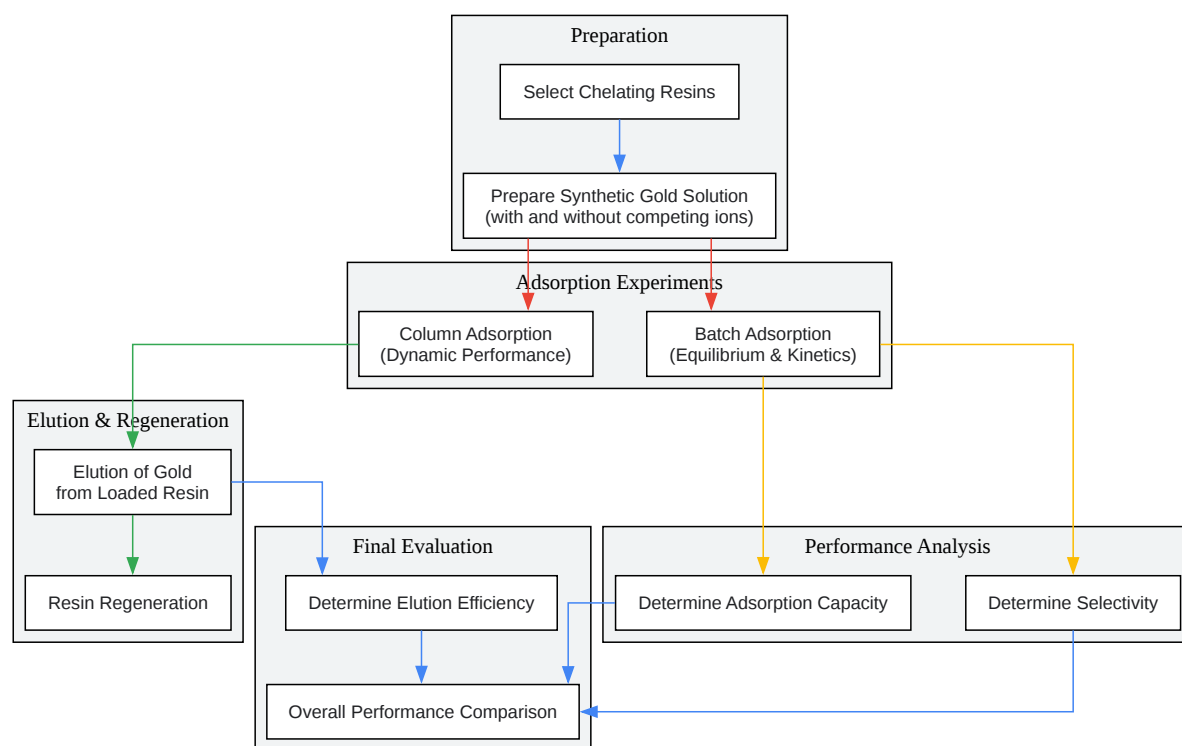 Preparation
Select Chelating Resins
Prepare Synthetic Gold Solution
(with and without competing ions)
Adsorption Experiments
Column Adsorption
(Dynamic Performance)
Batch Adsorption
(Equilibrium & Kinetics)
Elution & Regeneration
Elution of Gold
from Loaded Resin
Resin Regeneration
Final Evaluation
Determine Elution Efficiency
Overall Performance Comparison
Performance Analysis
Determine Adsorption Capacity
Determine Selectivity